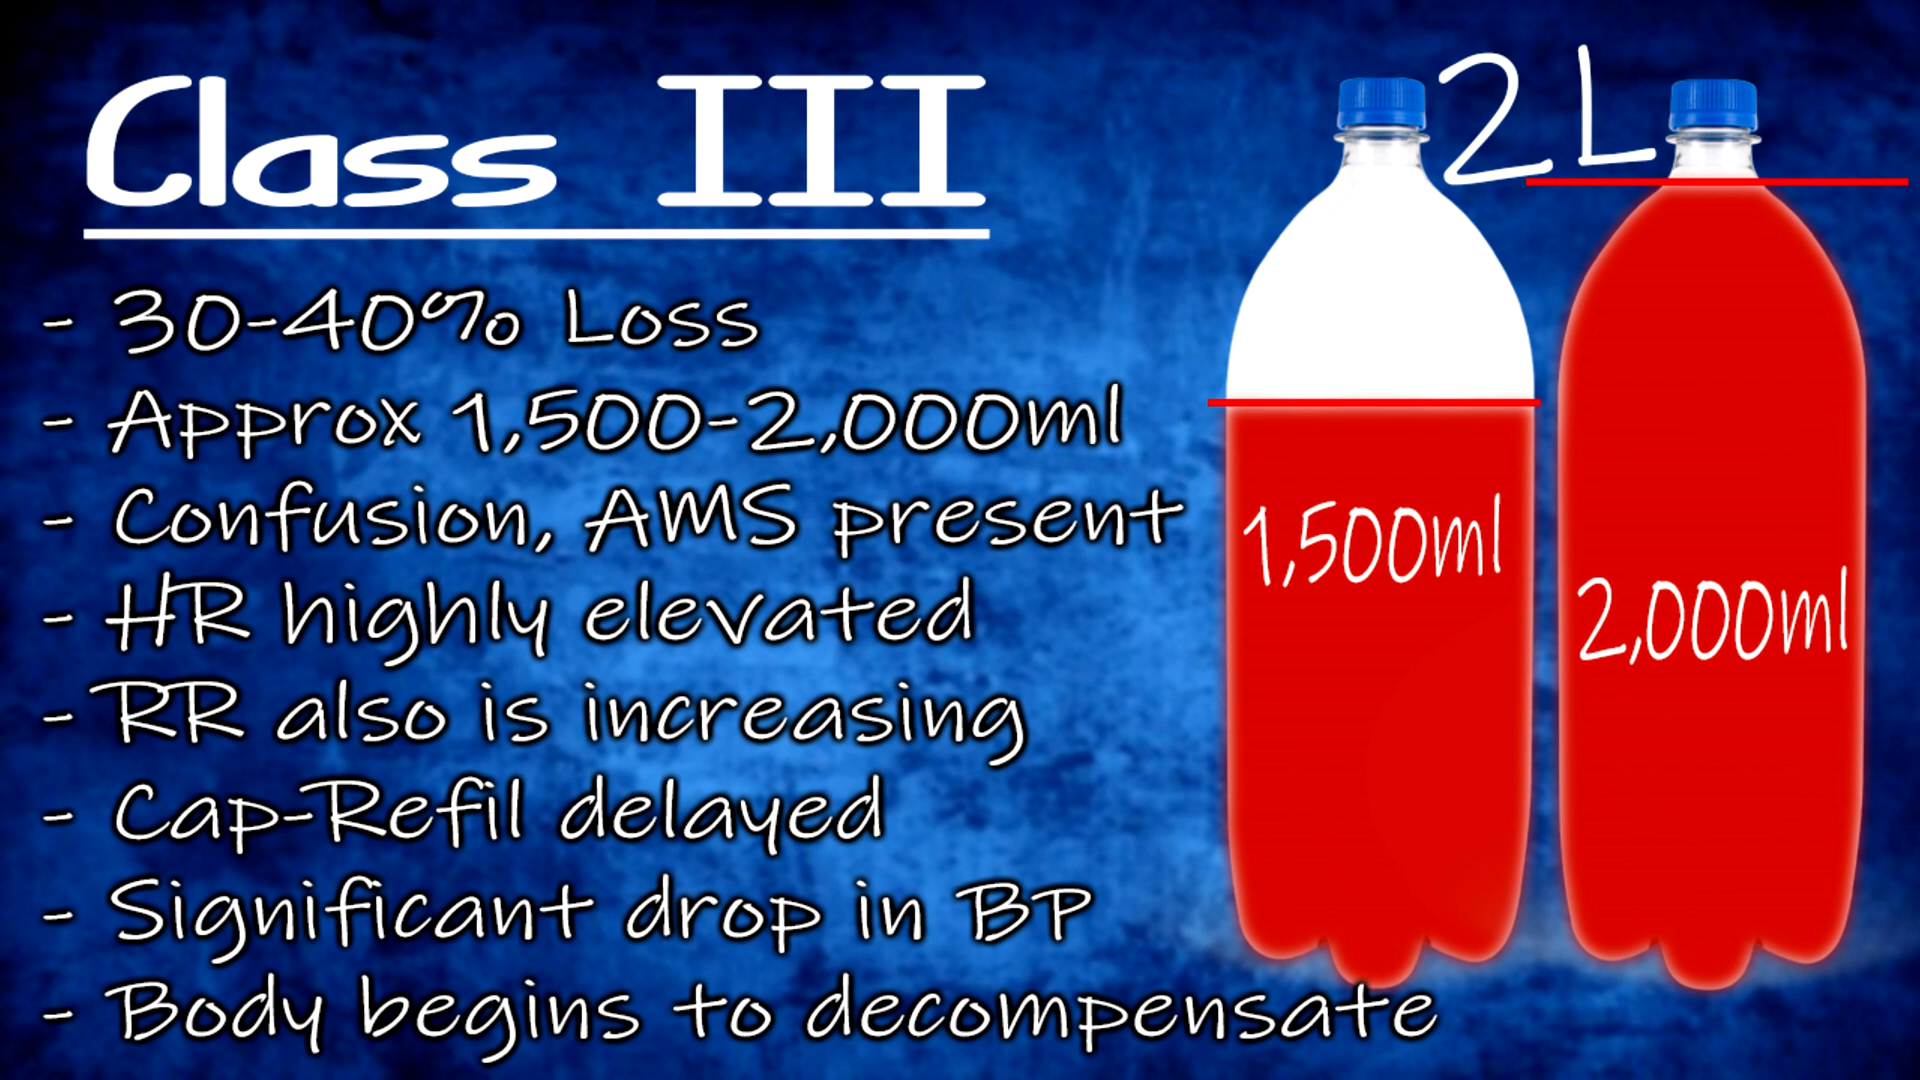 Class III
- 30-40% Loss
- Approx 1,500-2,000ml
- Confusion, AMS present
- HR highly elevated
- RR also is increasing
- Cap-Refil delayed
- Significant drop in BP
- Body begins to decompensate
2L
1,500ml
2,000ml